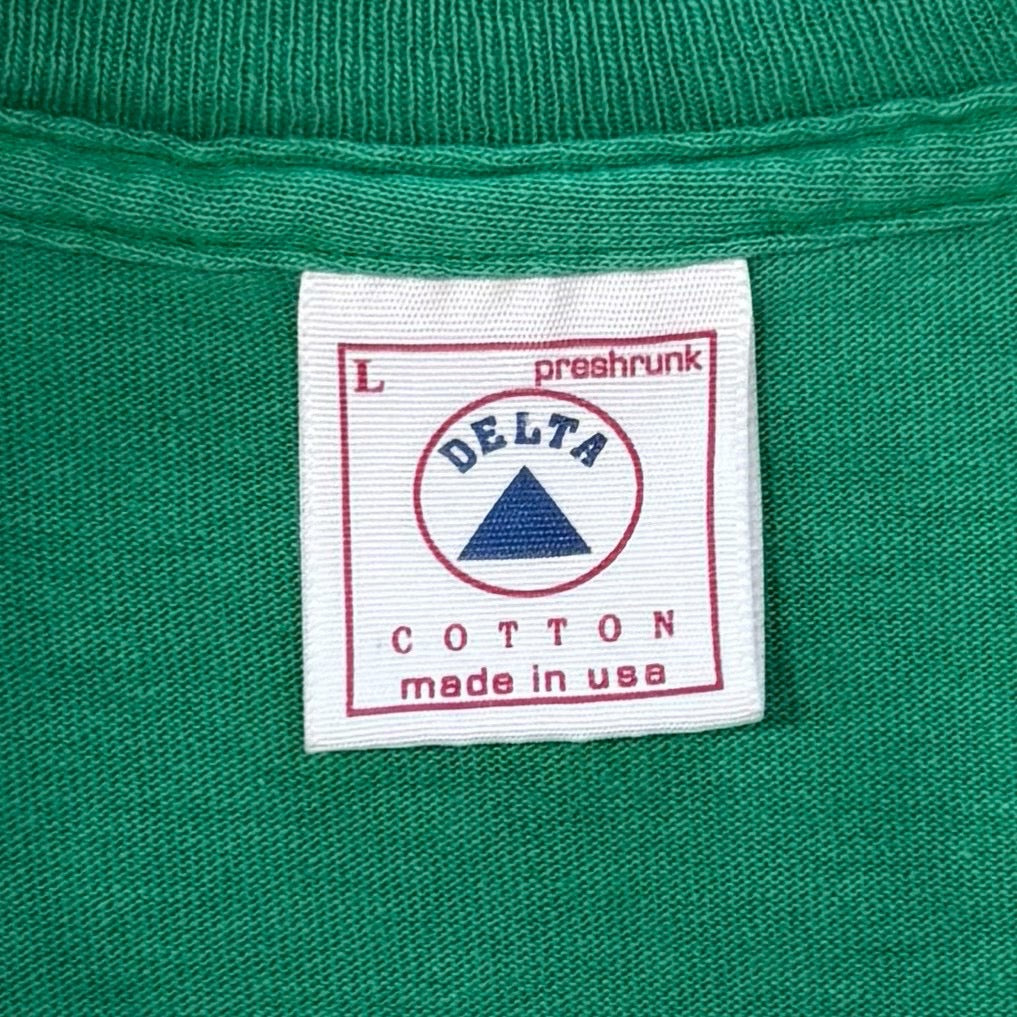 L preshrunk
DELTA
COTTON
made in usa